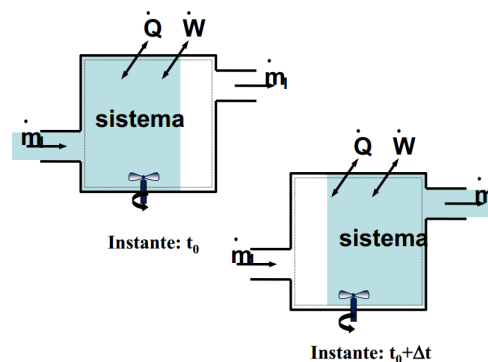 Q̇ Ẇ
ṁ
sistema
ṁ
Instante: t₀
Q̇ Ẇ
ṁ
sistema
ṁ
Instante: t₀+Δt